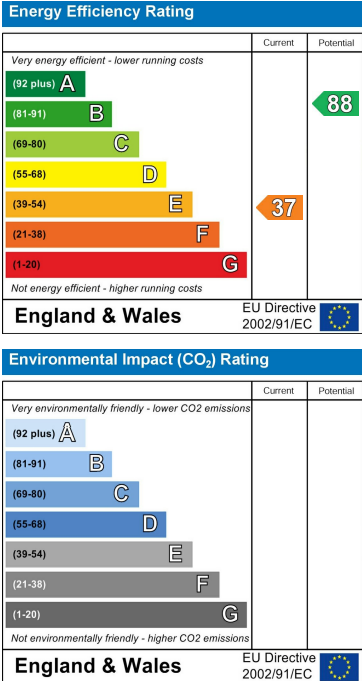 Energy Efficiency Rating
Current Potential
Very energy efficient - lower running costs
(92 plus) A
(81-91) B
88
(69-80) C
(55-68) D
(39-54) E
37
(21-38) F
(1-20) G
Not energy efficient - higher running costs
England & Wales
EU Directive
2002/91/EC
Environmental Impact (CO₂) Rating
Current Potential
Very environmentally friendly - lower CO2 emissions
(92 plus) A
(81-91) B
(69-80) C
(55-68) D
(39-54) E
(21-38) F
(1-20) G
Not environmentally friendly - higher CO2 emissions
England & Wales
EU Directive
2002/91/EC